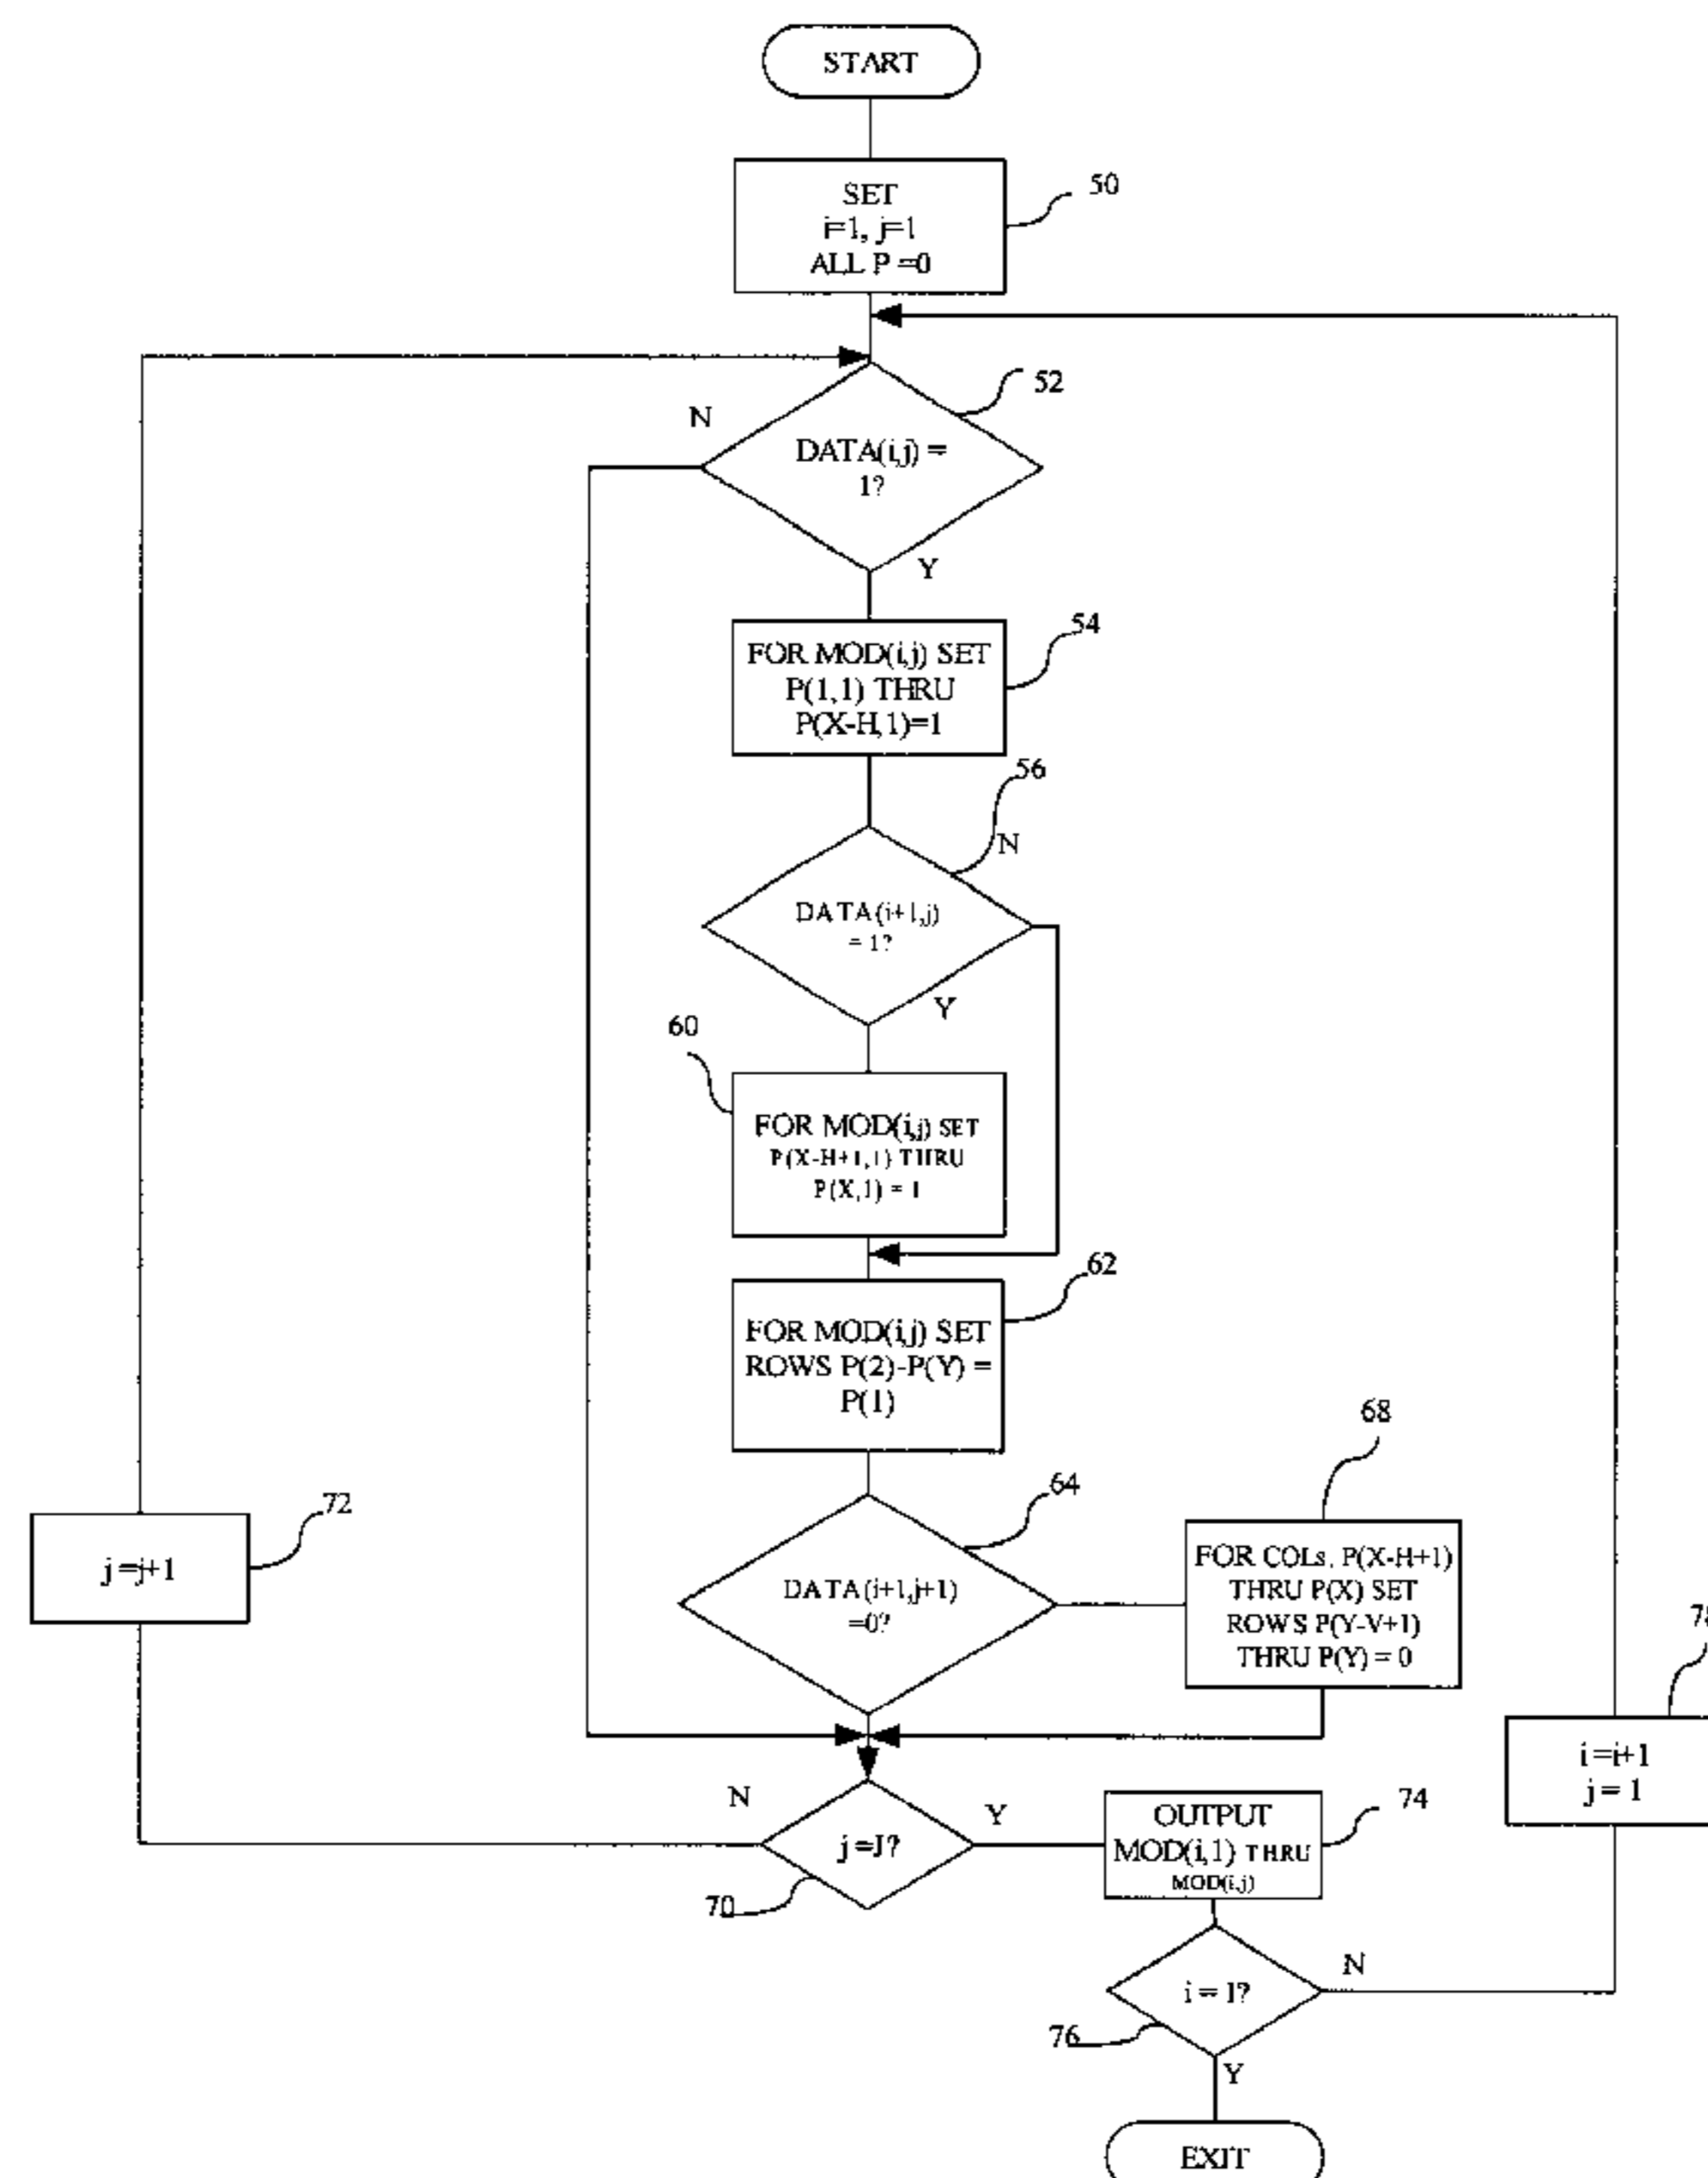 START
SET
i=1, j=1
ALL P =0
50
52
N
DATA(i,j) =
1?
Y
54
FOR MOD(i,j) SET
P(1,1) THRU
P(X-H,1)=1
56
N
DATA(i+1,j)
= 1?
Y
60
FOR MOD(i,j) SET
P(X-H+1,1) THRU
P(X,1) = 1
62
FOR MOD(i,j) SET
ROWS P(2)-P(Y) =
P(1)
64
DATA(i+1,j+1)
=0?
68
FOR COLs, P(X-H+1)
THRU P(X) SET
ROWS P(Y-V+1)
THRU P(Y) = 0
72
j =j+1
i =i+1
j = 1
N
j =J?
Y
70
OUTPUT
MOD(i,1) THRU
MOD(i,j)
74
i = I?
N
76
Y
EXIT